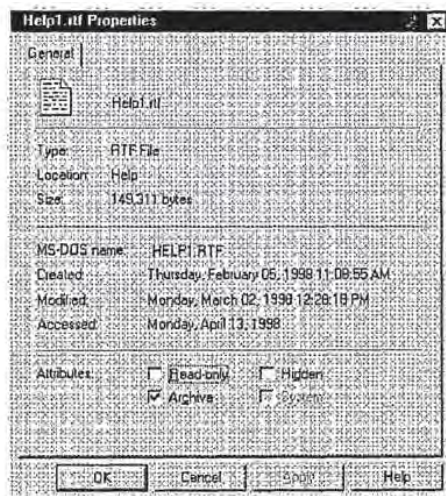 Help1.rtf Properties
General
Help1.rtf
Type: RTF File
Location: Help
Size: 149,311 bytes
MS-DOS name: HELP1.RTF
Created: Thursday, February 05, 1998 11:08:55 AM
Modified: Monday, March 02, 1998 12:28:18 PM
Accessed: Monday, April 13, 1998
Attributes: Read-only Hidden
Archive System
OK Cancel Apply Help